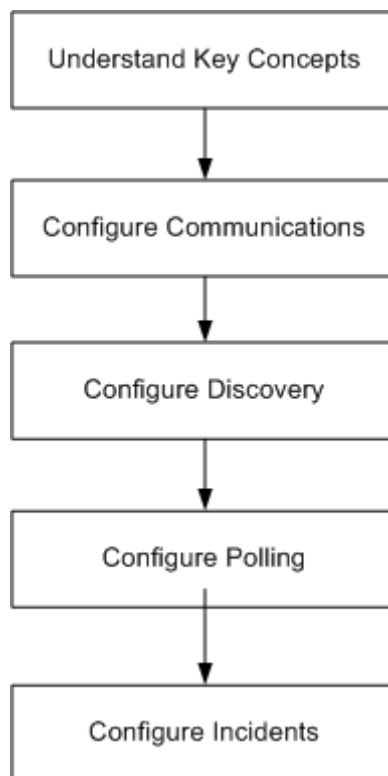 Understand Key Concepts
Configure Communications
Configure Discovery
Configure Polling
Configure Incidents